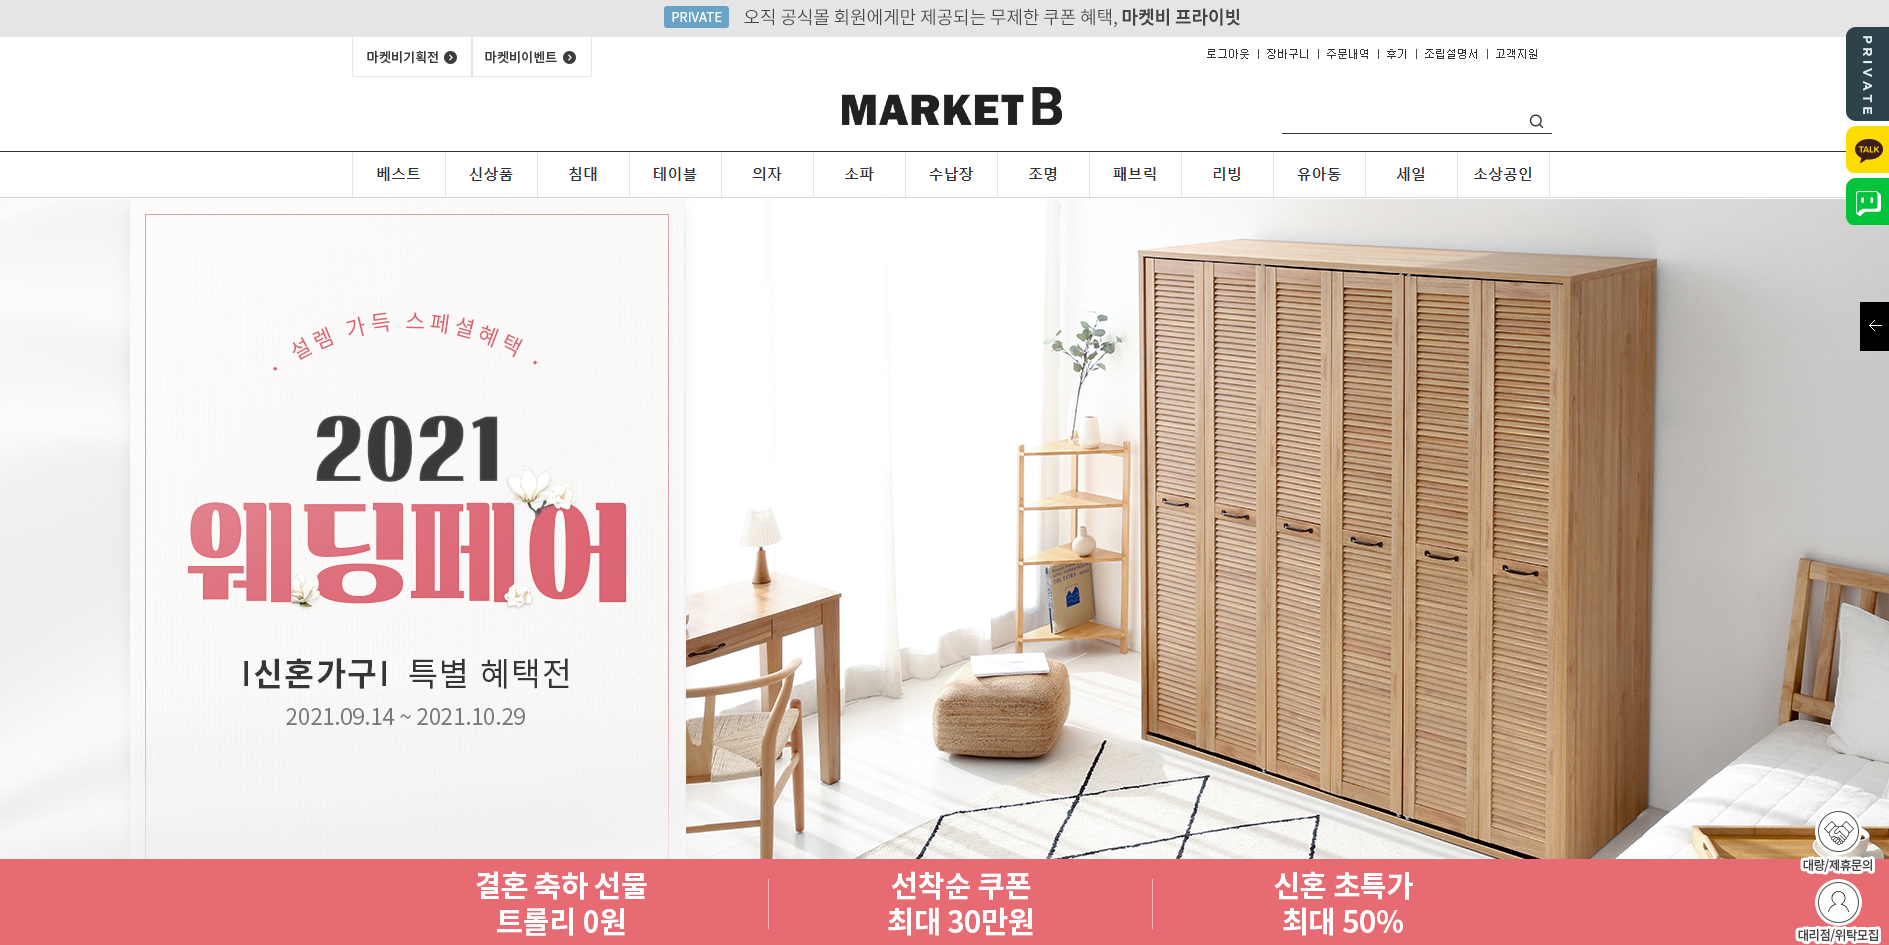 PRIVATE 오직 공식몰 회원에게만 제공되는 무제한 쿠폰 혜택, 마켓비 프라이빗
마켓비기획전 마켓비이벤트
로그아웃 | 장바구니 | 주문내역 | 후기 | 조립설명서 | 고객지원
PRIVATE
MARKET B
TALK
베스트 신상품 침대 테이블 의자 소파 수납장 조명 패브릭 리빙 유아동 세일 소상공인
· 설렘 가득 스페셜혜택 ·
2021
웨딩페어
|신혼가구| 특별 혜택전
2021.09.14 ~ 2021.10.29
결혼 축하 선물
트롤리 0원
선착순 쿠폰
최대 30만원
신혼 초특가
최대 50%
대량/제휴문의
대리점/위탁모집